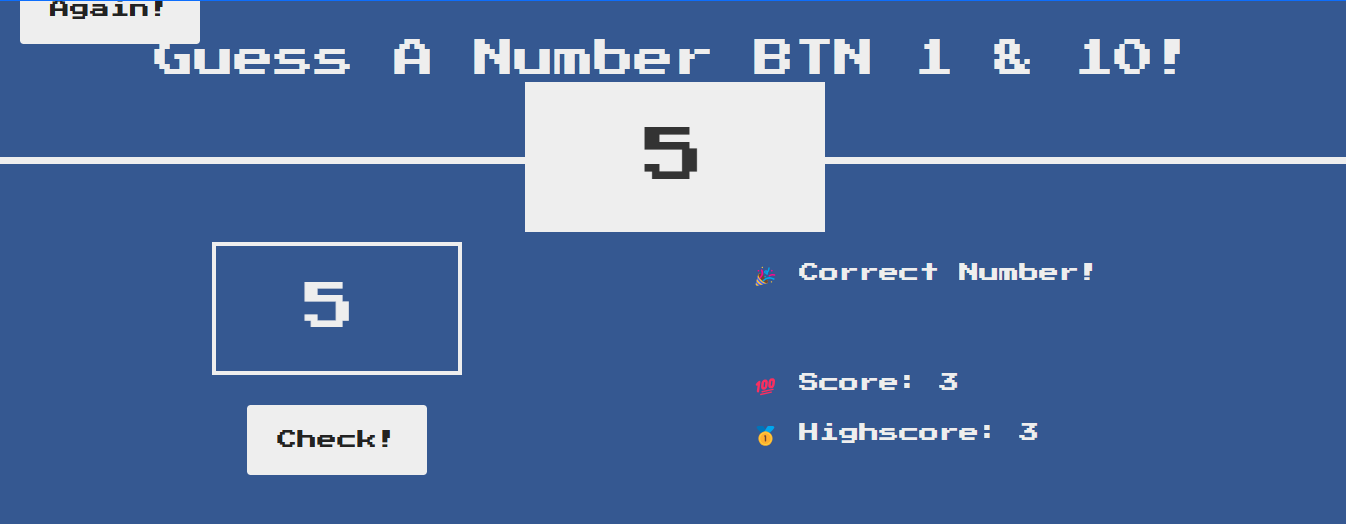 Again!
Guess A Number BTN 1 & 10!
5
5
🎉 Correct Number!
💯 Score: 3
Check!
🥇 Highscore: 3